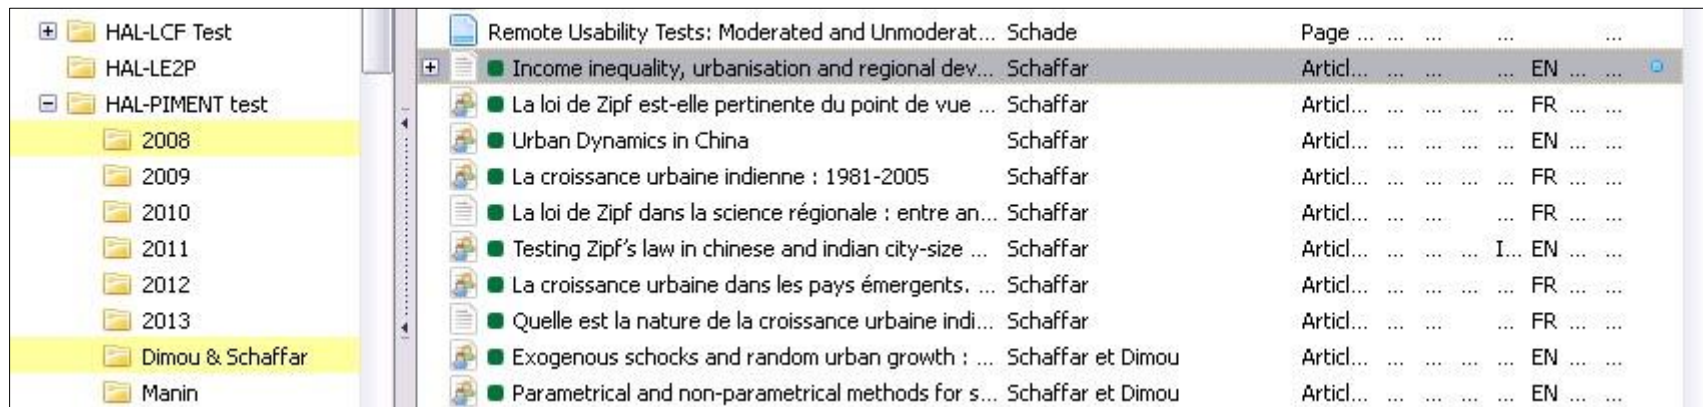 HAL-LCF Test
HAL-LE2P
HAL-PIMENT test
2008
2009
2010
2011
2012
2013
Dimou & Schaffar
Manin
Remote Usability Tests: Moderated and Unmoderat... Schade Page ... ... ... ... ...
Income inequality, urbanisation and regional dev... Schaffar Articl... ... ... ... EN ... ...
La loi de Zipf est-elle pertinente du point de vue ... Schaffar Articl... ... ... ... ... FR ... ...
Urban Dynamics in China Schaffar Articl... ... ... ... ... EN ... ...
La croissance urbaine indienne : 1981-2005 Schaffar Articl... ... ... ... ... FR ... ...
La loi de Zipf dans la science régionale : entre an... Schaffar Articl... ... ... ... FR ... ...
Testing Zipf's law in chinese and indian city-size ... Schaffar Articl... ... ... ... I... EN ... ...
La croissance urbaine dans les pays émergents. ... Schaffar Articl... ... ... ... ... FR ... ...
Quelle est la nature de la croissance urbaine indi... Schaffar Articl... ... ... ... FR ... ...
Exogenous schocks and random urban growth : ... Schaffar et Dimou Articl... ... ... ... ... EN ... ...
Parametrical and non-parametrical methods for s... Schaffar et Dimou Articl... ... ... ... ... EN ... ...